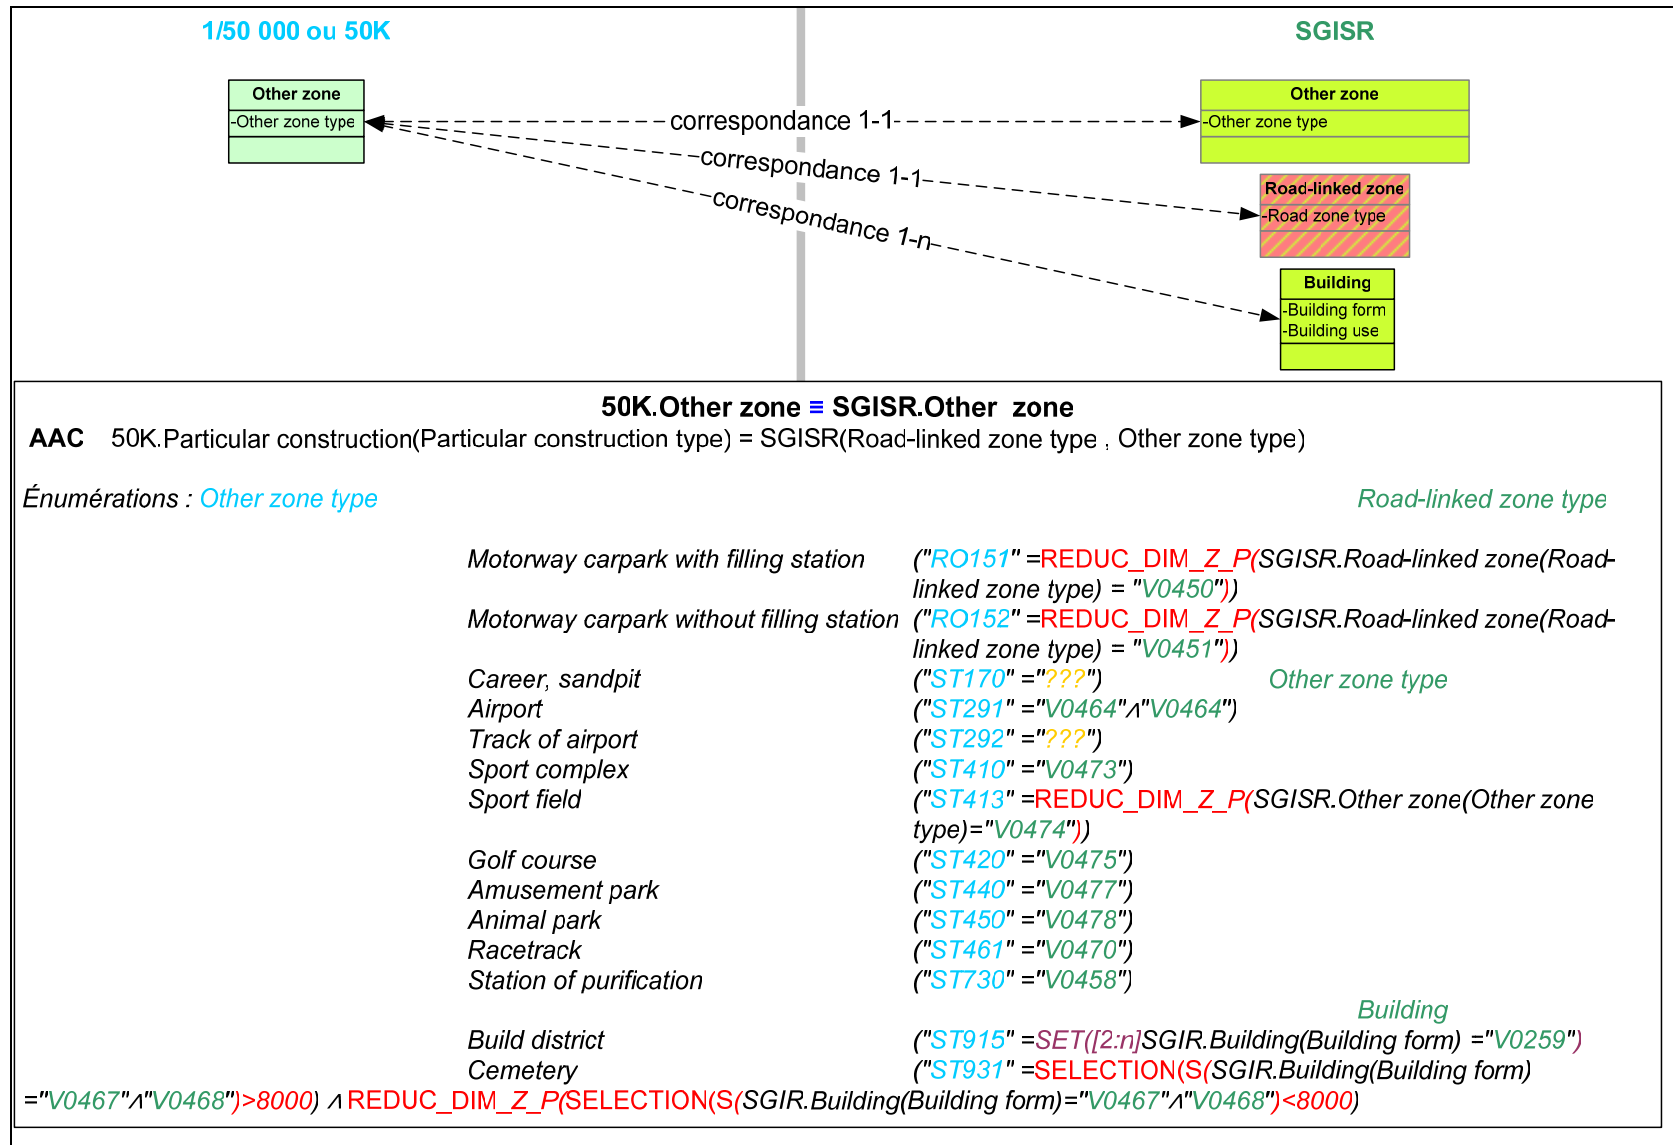 1/50 000 ou 50K
SGISR
Other zone
-Other zone type
Other zone
-Other zone type
correspondance 1-1
correspondance 1-1
correspondance 1-n
Road-linked zone
-Road zone type
Building
-Building form
-Building use
50K.Other zone ≡ SGISR.Other zone
AAC 50K.Particular construction(Particular construction type) = SGISR(Road-linked zone type , Other zone type)
Énumérations : Other zone type Road-linked zone type
Motorway carpark with filling station ("RO151" =REDUC_DIM_Z_P(SGISR.Road-linked zone(Road-
linked zone type) = "V0450"))
Motorway carpark without filling station ("RO152" =REDUC_DIM_Z_P(SGISR.Road-linked zone(Road-
linked zone type) = "V0451"))
Career, sandpit ("ST170" ="???") Other zone type
Airport ("ST291" ="V0464"∧"V0464")
Track of airport ("ST292" ="???")
Sport complex ("ST410" ="V0473")
Sport field ("ST413" =REDUC_DIM_Z_P(SGISR.Other zone(Other zone
type)="V0474"))
Golf course ("ST420" ="V0475")
Amusement park ("ST440" ="V0477")
Animal park ("ST450" ="V0478")
Racetrack ("ST461" ="V0470")
Station of purification ("ST730" ="V0458")
Building
Build district ("ST915" =SET([2:n]SGIR.Building(Building form) ="V0259")
Cemetery ("ST931" =SELECTION(S(SGIR.Building(Building form)
="V0467"∧"V0468")>8000) ∧ REDUC_DIM_Z_P(SELECTION(S(SGIR.Building(Building form)="V0467"∧"V0468")<8000)